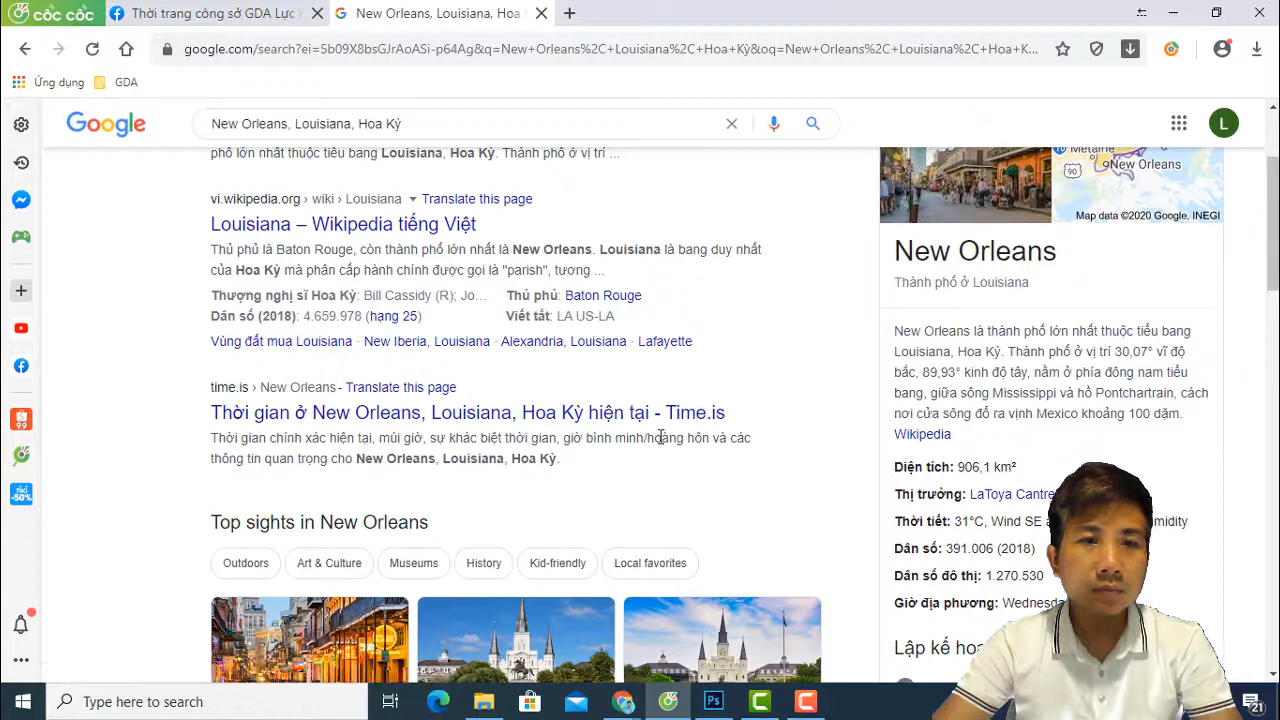 cốc cốc
Thời trang công sở GDA Lực
New Orleans, Louisiana, Hoa
google.com/search?ei=5b09X8bsGJrAoASi-p64Ag&q=New+Orleans%2C+Louisiana%2C+Hoa+Kỳ&oq=New+Orleans%2C+Louisiana%2C+Hoa+K...
Ứng dụng
GDA
Google
New Orleans, Louisiana, Hoa Kỳ
L
phố lớn nhất thuộc tiểu bang Louisiana, Hoa Kỳ. Thành phố ở vị trí ...
vi.wikipedia.org › wiki › Louisiana
Translate this page
Louisiana – Wikipedia tiếng Việt
Thủ phủ là Baton Rouge, còn thành phố lớn nhất là New Orleans. Louisiana là bang duy nhất
của Hoa Kỳ mà phân cấp hành chính được gọi là "parish", tương ...
Thượng nghị sĩ Hoa Kỳ: Bill Cassidy (R); Jo...
Thủ phủ: Baton Rouge
Dân số (2018): 4.659.978 (hạng 25)
Viết tắt: LA US-LA
Vùng đất mua Louisiana · New Iberia, Louisiana · Alexandria, Louisiana · Lafayette
time.is › New Orleans - Translate this page
Thời gian ở New Orleans, Louisiana, Hoa Kỳ hiện tại - Time.is
Thời gian chính xác hiện tại, múi giờ, sự khác biệt thời gian, giờ bình minh/hoàng hôn và các
thông tin quan trọng cho New Orleans, Louisiana, Hoa Kỳ.
Top sights in New Orleans
Outdoors
Art & Culture
Museums
History
Kid-friendly
Local favorites
Metairie
90
New Orleans
Map data ©2020 Google, INEGI
New Orleans
Thành phố ở Louisiana
New Orleans là thành phố lớn nhất thuộc tiểu bang
Louisiana, Hoa Kỳ. Thành phố ở vị trí 30,07° vĩ độ
bắc, 89,93° kinh độ tây, nằm ở phía đông nam tiểu
bang, giữa sông Mississippi và hồ Pontchartrain, cách
nơi cửa sông đổ ra vịnh Mexico khoảng 100 dặm.
Wikipedia
Diện tích: 906,1 km²
Thị trưởng: LaToya Cantre
Thời tiết: 31°C, Wind SE
Dân số: 391.006 (2018)
Dân số đô thị: 1.270.530
Giờ địa phương: Wednesd
Lập kế ho
9.9
TIKI
-50%
Type here to search
Ps
21